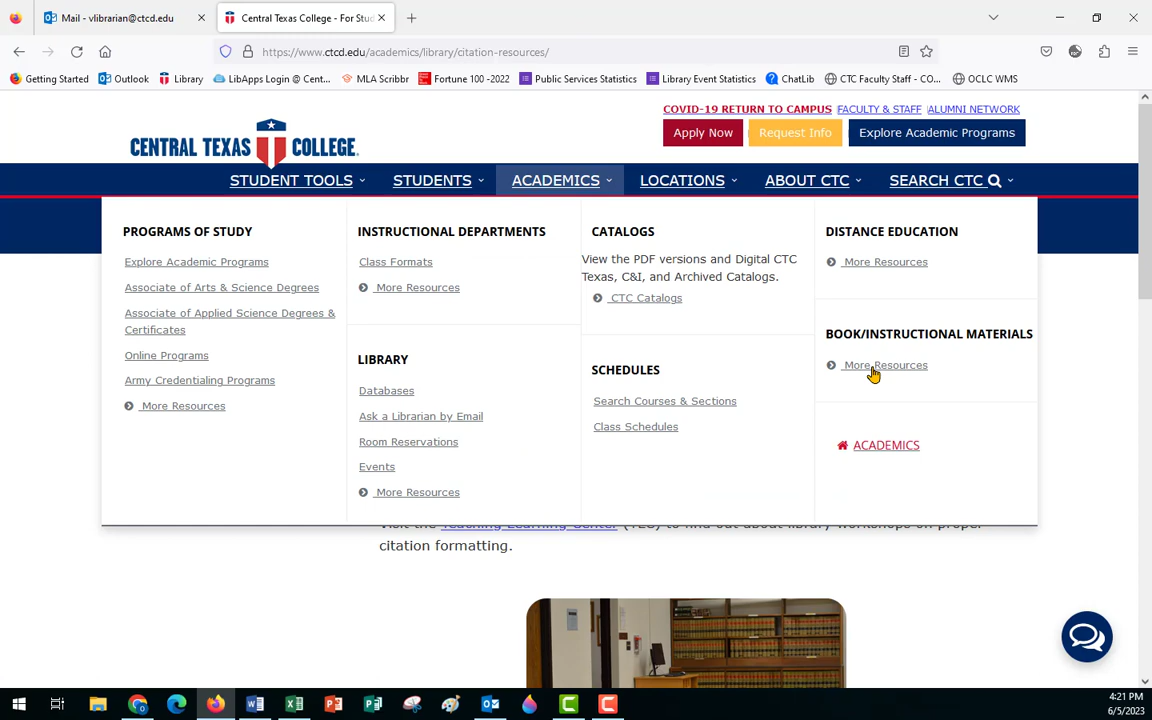 Mail - vlibrarian@ctcd.edu
Central Texas College - For Stud
https://www.ctcd.edu/academics/library/citation-resources/
Getting Started
Outlook
Library
LibApps Login @ Cent...
MLA Scribbr
Fortune 100 -2022
Public Services Statistics
Library Event Statistics
ChatLib
CTC Faculty Staff - CO...
OCLC WMS
COVID-19 RETURN TO CAMPUS
FACULTY & STAFF
ALUMNI NETWORK
CENTRAL TEXAS COLLEGE.
Apply Now
Request Info
Explore Academic Programs
STUDENT TOOLS
STUDENTS
ACADEMICS
LOCATIONS
ABOUT CTC
SEARCH CTC
PROGRAMS OF STUDY
Explore Academic Programs
Associate of Arts & Science Degrees
Associate of Applied Science Degrees &
Certificates
Online Programs
Army Credentialing Programs
More Resources
INSTRUCTIONAL DEPARTMENTS
Class Formats
More Resources
LIBRARY
Databases
Ask a Librarian by Email
Room Reservations
Events
More Resources
CATALOGS
View the PDF versions and Digital CTC
Texas, C&I, and Archived Catalogs.
CTC Catalogs
SCHEDULES
Search Courses & Sections
Class Schedules
DISTANCE EDUCATION
More Resources
BOOK/INSTRUCTIONAL MATERIALS
More Resources
ACADEMICS
Visit the Teaching Learning Center (TLC) to find out about library workshops on proper
citation formatting.
4:21 PM
6/5/2023